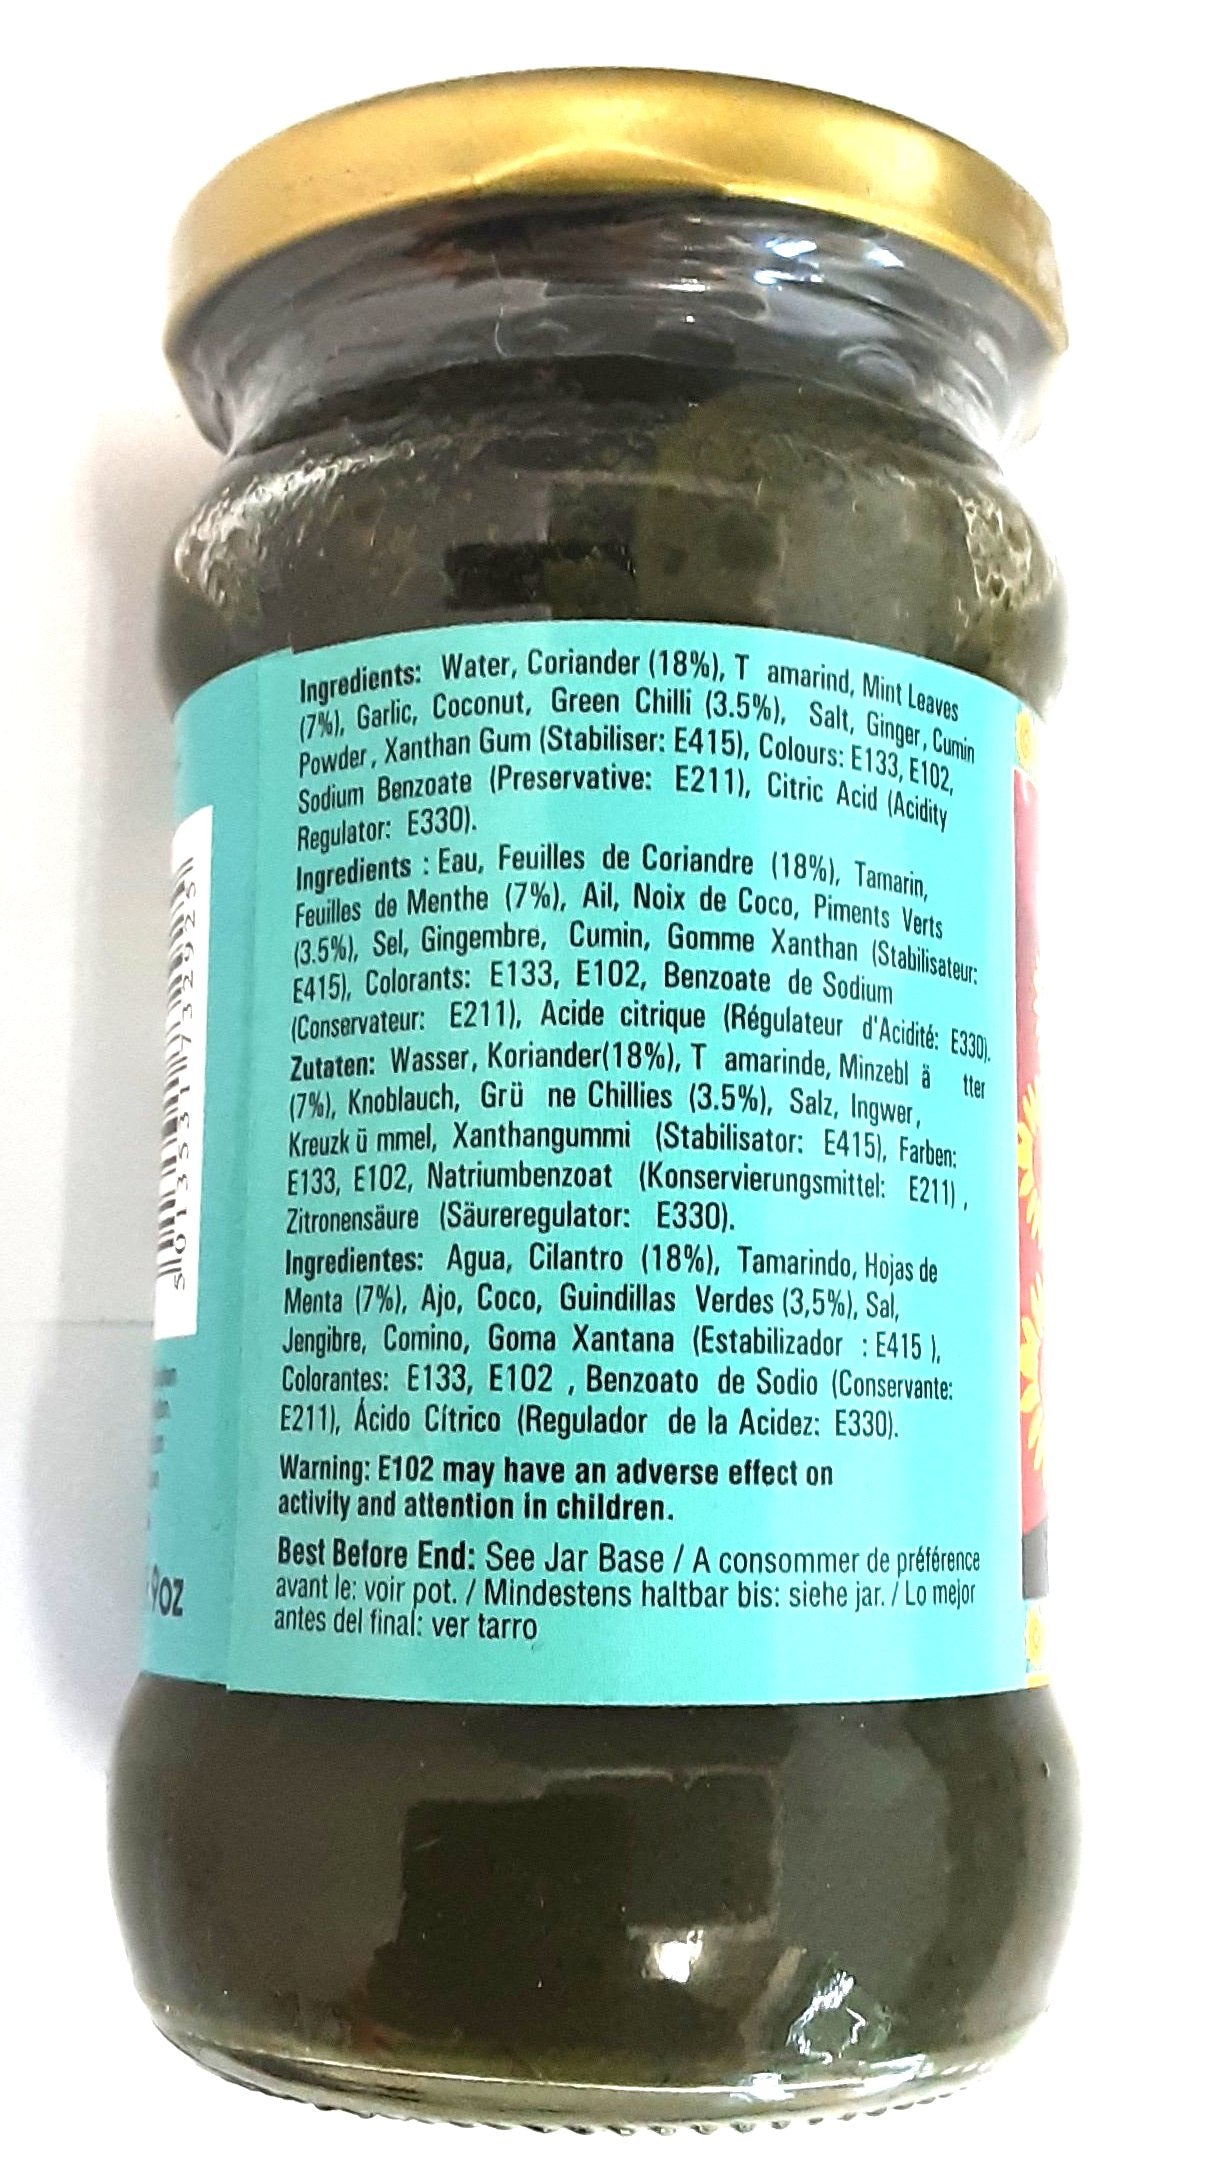 Ingredients: Water, Coriander (18%), T amarind, Mint Leaves
(7%), Garlic, Coconut, Green Chilli (3.5%), Salt, Ginger, Cumin
Powder, Xanthan Gum (Stabiliser: E415), Colours: E133, E102,
Sodium Benzoate (Preservative: E211), Citric Acid (Acidity
Regulator: E330).
Ingredients : Eau, Feuilles de Coriandre (18%), Tamarin,
Feuilles de Menthe (7%), Ail, Noix de Coco, Piments Verts
(3.5%), Sel, Gingembre, Cumin, Gomme Xanthan (Stabilisateur:
E415), Colorants: E133, E102, Benzoate de Sodium
(Conservateur: E211), Acide citrique (Régulateur d'Acidité: E330).
Zutaten: Wasser, Koriander(18%), T amarinde, Minzebl ä tter
(7%), Knoblauch, Grü ne Chillies (3.5%), Salz, Ingwer,
Kreuzk ü mmel, Xanthangummi (Stabilisator: E415), Farben:
E133, E102, Natriumbenzoat (Konservierungsmittel: E211),
Zitronensäure (Säureregulator: E330).
Ingredientes: Agua, Cilantro (18%), Tamarindo, Hojas de
Menta (7%), Ajo, Coco, Guindillas Verdes (3,5%), Sal,
Jengibre, Comino, Goma Xantana (Estabilizador : E415 ),
Colorantes: E133, E102 , Benzoato de Sodio (Conservante:
E211), Ácido Cítrico (Regulador de la Acidez: E330).
Warning: E102 may have an adverse effect on
activity and attention in children.
Best Before End: See Jar Base / A consommer de préférence
avant le: voir pot. / Mindestens haltbar bis: siehe jar. / Lo mejor
antes del final: ver tarro
5 013531 732925
9OZ